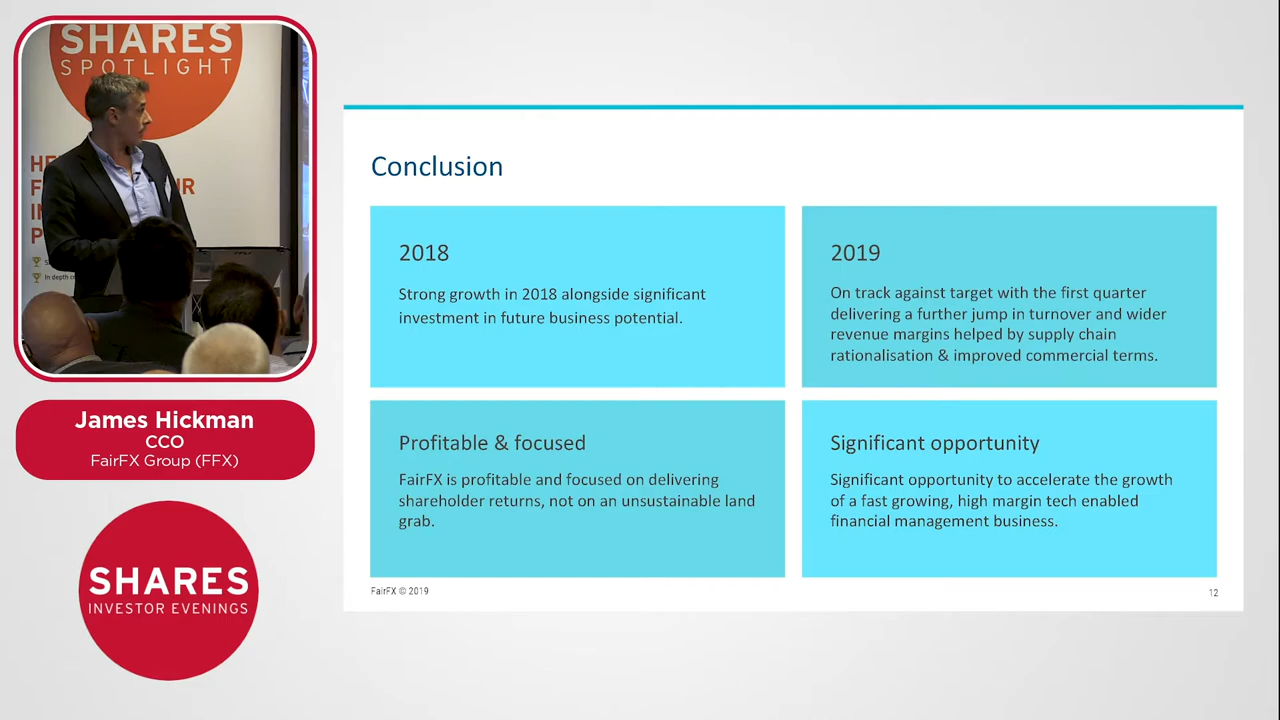 SHARES
SPOTLIGHT
In depth
James Hickman
CCO
FairFX Group (FFX)
SHARES
INVESTOR EVENINGS
Conclusion
2018
Strong growth in 2018 alongside significant
investment in future business potential.
2019
On track against target with the first quarter
delivering a further jump in turnover and wider
revenue margins helped by supply chain
rationalisation & improved commercial terms.
Profitable & focused
FairFX is profitable and focused on delivering
shareholder returns, not on an unsustainable land
grab.
Significant opportunity
Significant opportunity to accelerate the growth
of a fast growing, high margin tech enabled
financial management business.
FairFX © 2019
12